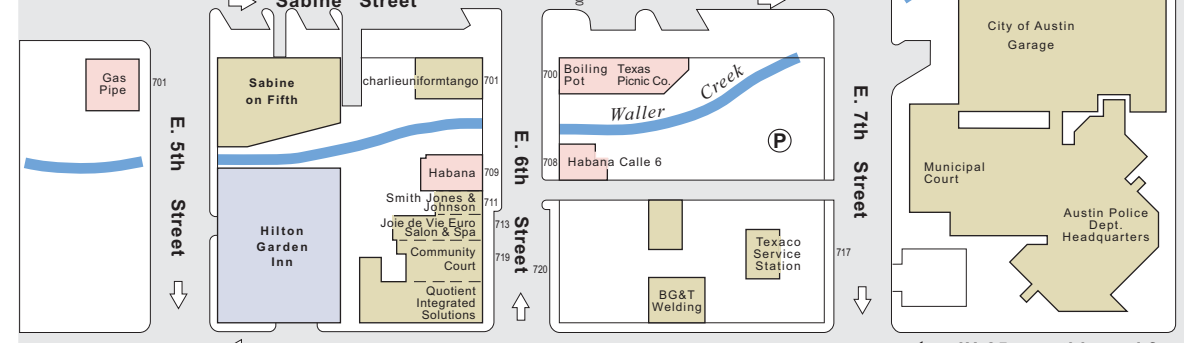 Sabine Street
g
City of Austin
Garage
Gas
Pipe
701
Sabine
on Fifth
charlieuniformtango
701
700
Boiling
Pot
Texas
Picnic Co.
Waller Creek
P
E. 5th Street
E. 6th Street
E. 7th Street
Habana
709
708
Habana Calle 6
Smith Jones &
Johnson
711
Joie de Vie Euro
Salon & Spa
713
Community
Court
719
Quotient
Integrated
Solutions
Hilton
Garden
Inn
720
BG&T
Welding
Texaco
Service
Station
717
Municipal
Court
Austin Police
Dept.
Headquarters